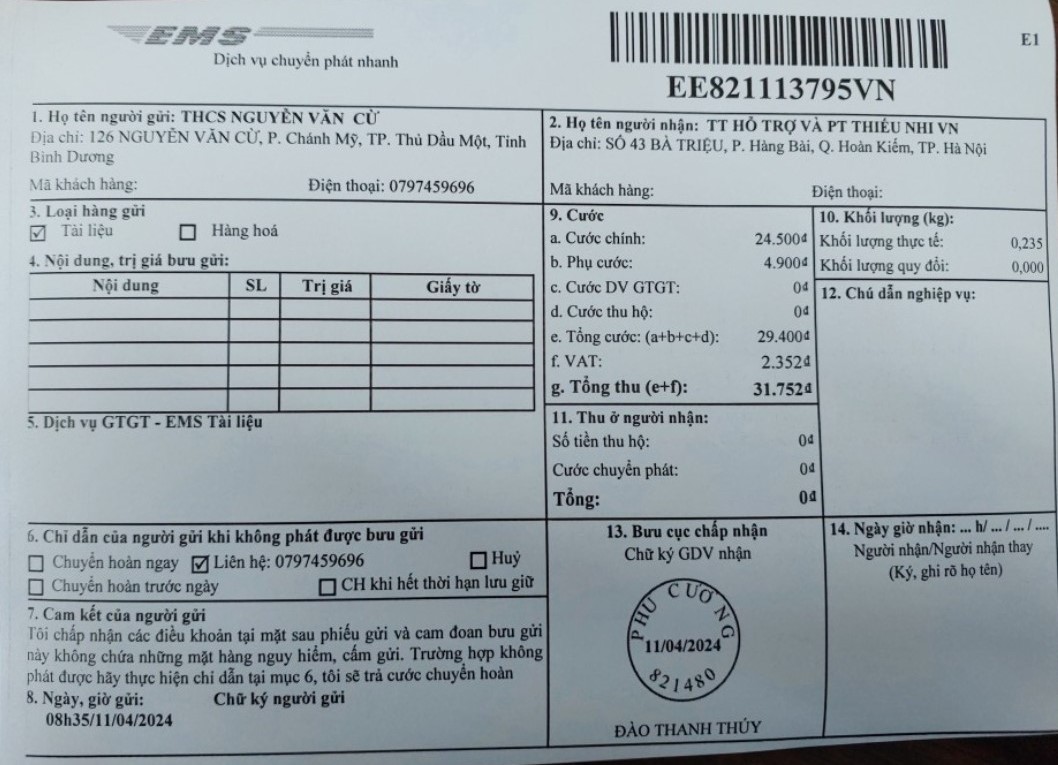 EMS
Dịch vụ chuyển phát nhanh
E1
EE821113795VN
1. Họ tên người gửi: THCS NGUYỄN VĂN CỪ
Địa chỉ: 126 NGUYỄN VĂN CỪ, P. Chánh Mỹ, TP. Thủ Dầu Một, Tỉnh
Bình Dương
Mã khách hàng: Điện thoại: 0797459696
2. Họ tên người nhận: TT HỖ TRỢ VÀ PT THIẾU NHI VN
Địa chỉ: SỐ 43 BÀ TRIỆU, P. Hàng Bài, Q. Hoàn Kiếm, TP. Hà Nội
Mã khách hàng: Điện thoại:
3. Loại hàng gửi
☑ Tài liệu ☐ Hàng hoá
4. Nội dung, trị giá bưu gửi:
Nội dung SL Trị giá Giấy tờ
5. Dịch vụ GTGT - EMS Tài liệu
9. Cước
a. Cước chính: 24.500đ
b. Phụ cước: 4.900đ
c. Cước DV GTGT: 0đ
d. Cước thu hộ: 0đ
e. Tổng cước: (a+b+c+d): 29.400đ
f. VAT: 2.352đ
g. Tổng thu (e+f): 31.752đ
10. Khối lượng (kg):
Khối lượng thực tế: 0,235
Khối lượng quy đổi: 0,000
12. Chú dẫn nghiệp vụ:
11. Thu ở người nhận:
Số tiền thu hộ: 0đ
Cước chuyển phát: 0đ
Tổng: 0đ
6. Chỉ dẫn của người gửi khi không phát được bưu gửi
☐ Chuyển hoàn ngay ☑ Liên hệ: 0797459696 ☐ Huỷ
☐ Chuyển hoàn trước ngày ☐ CH khi hết thời hạn lưu giữ
7. Cam kết của người gửi
Tôi chấp nhận các điều khoản tại mặt sau phiếu gửi và cam đoan bưu gửi
này không chứa những mặt hàng nguy hiểm, cấm gửi. Trường hợp không
phát được hãy thực hiện chỉ dẫn tại mục 6, tôi sẽ trả cước chuyển hoàn
8. Ngày, giờ gửi: Chữ ký người gửi
08h35/11/04/2024
13. Bưu cục chấp nhận
Chữ ký GDV nhận
PHU CƯỜNG
11/04/2024
821480
ĐÀO THANH THỦY
14. Ngày giờ nhận: ... h/ ... / ... / ....
Người nhận/Người nhận thay
(Ký, ghi rõ họ tên)